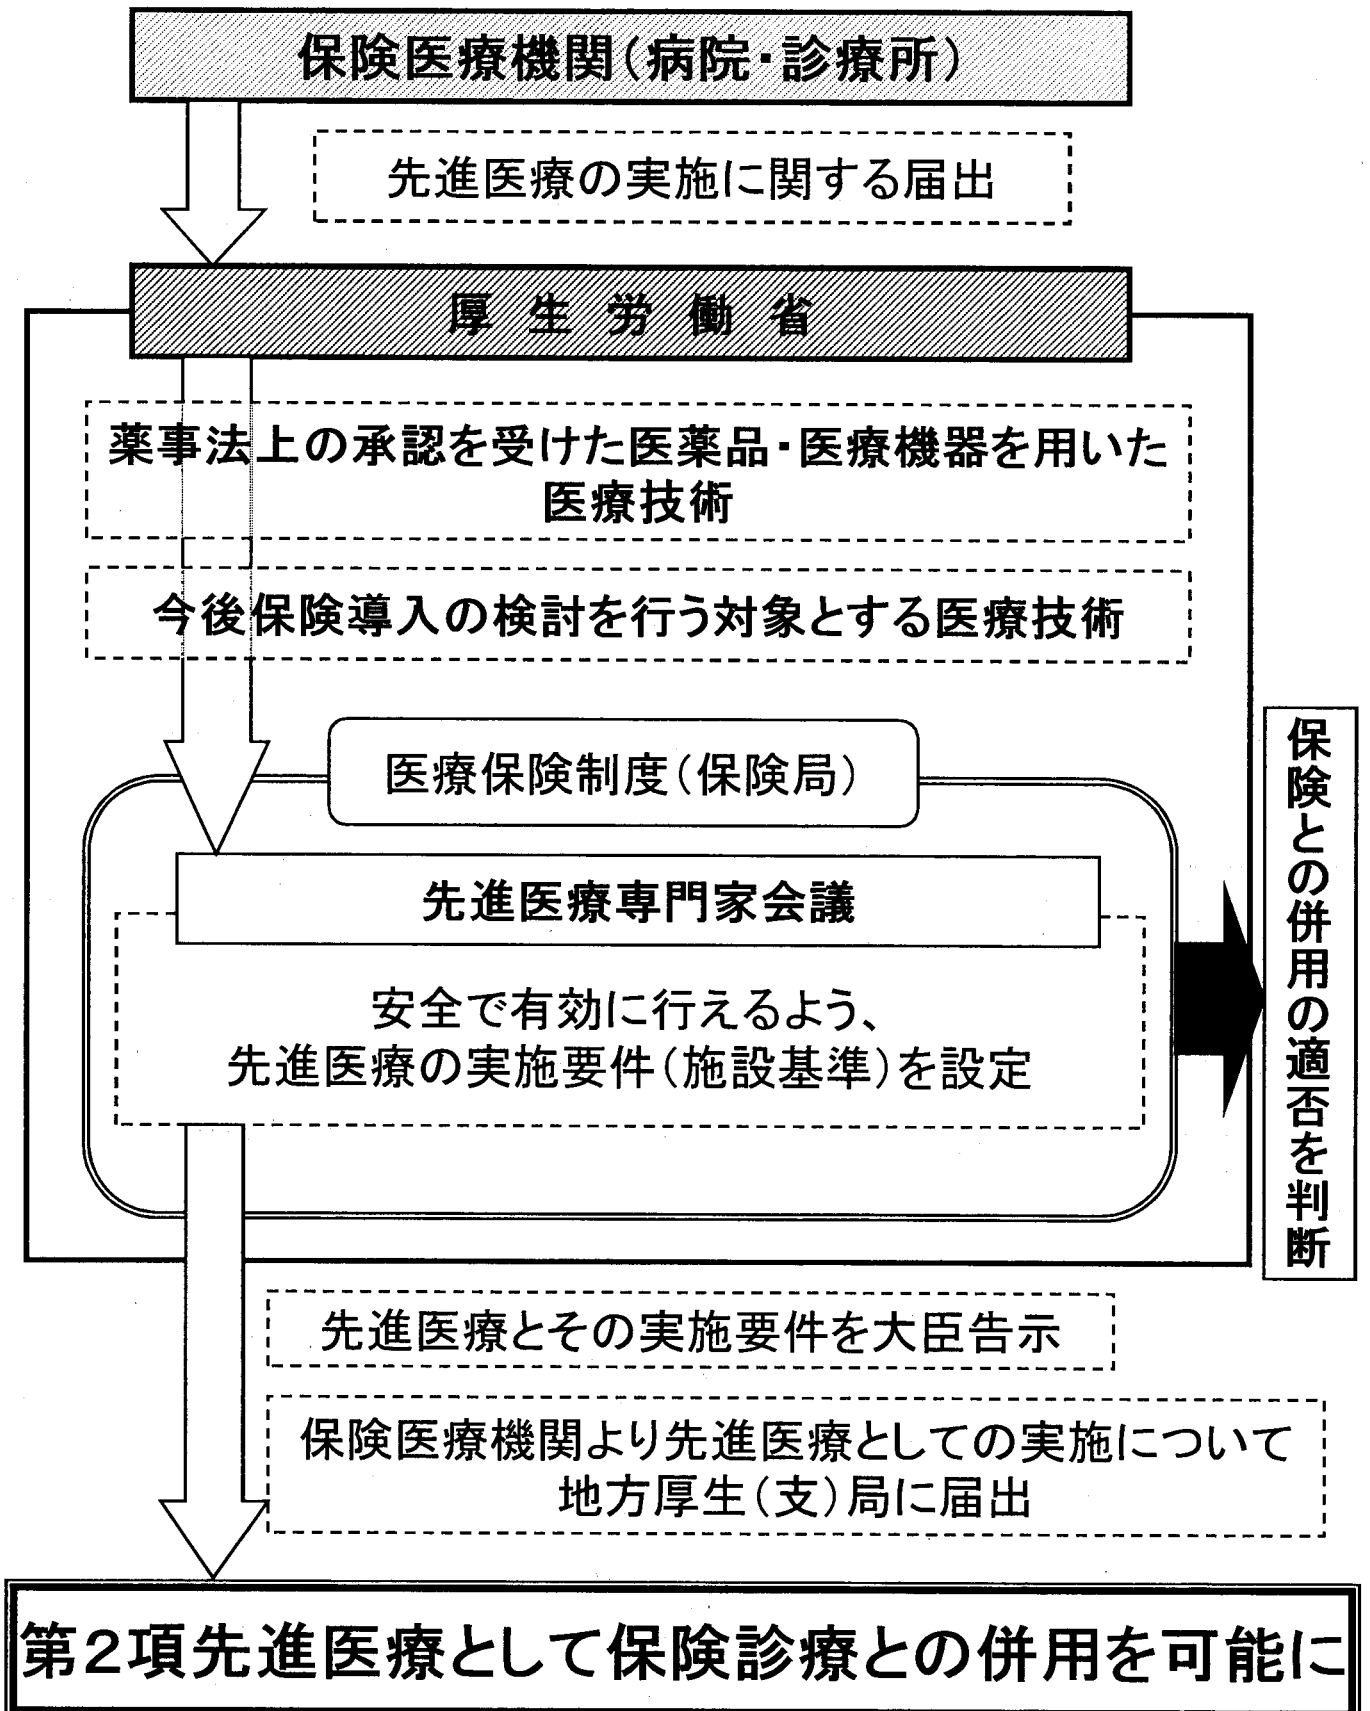 保険医療機関(病院・診療所)
先進医療の実施に関する届出
厚生労働省
薬事法上の承認を受けた医薬品・医療機器を用いた
医療技術
今後保険導入の検討を行う対象とする医療技術
医療保険制度(保険局)
先進医療専門家会議
安全で有効に行えるよう、
先進医療の実施要件(施設基準)を設定
保険との併用の適否を判断
先進医療とその実施要件を大臣告示
保険医療機関より先進医療としての実施について
地方厚生(支)局に届出
第2項先進医療として保険診療との併用を可能に